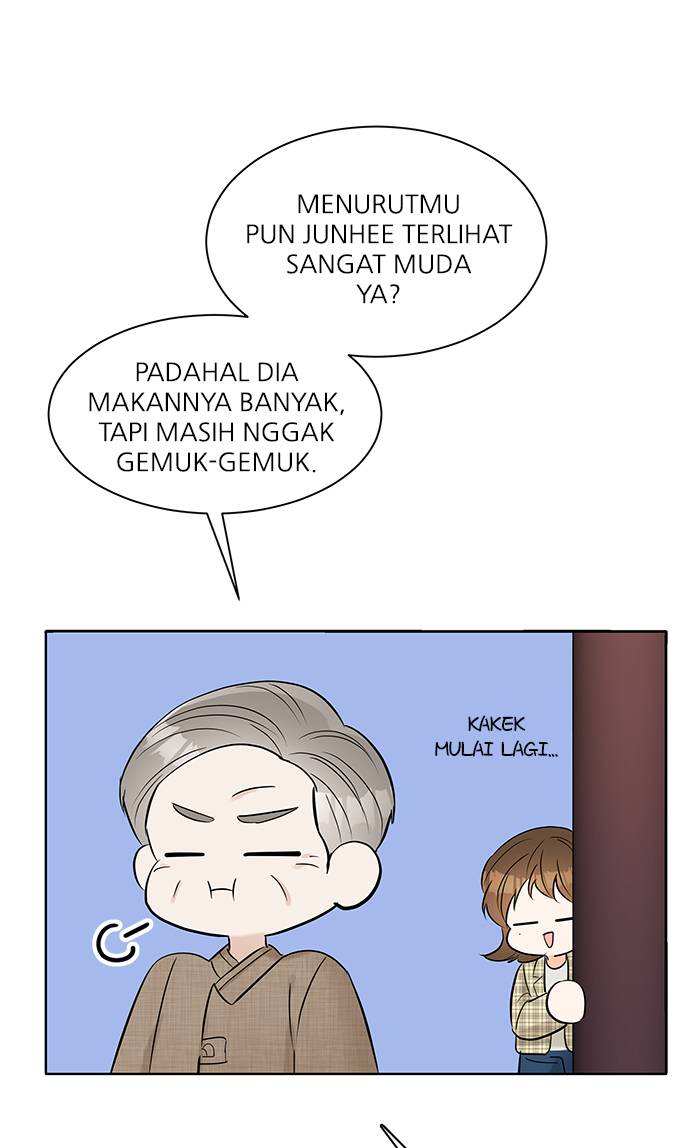 MENURUTMU
PUN JUNHEE TERLIHAT
SANGAT MUDA
YA?
PADAHAL DIA
MAKANNYA BANYAK,
TAPI MASIH NGGAK
GEMUK-GEMUK.
KAKEK
MULAI LAGI...